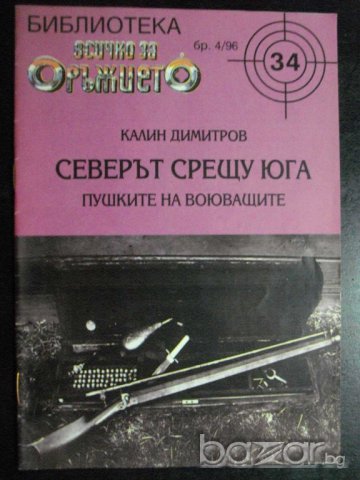 БИБЛИОТЕКА
ВСИЧКО ЗА
ОРЪЖИЕТО
бр. 4/96
34
КАЛИН ДИМИТРОВ
СЕВЕРЪТ СРЕЩУ ЮГА
ПУШКИТЕ НА ВОЮВАЩИТЕ
bazar.bg